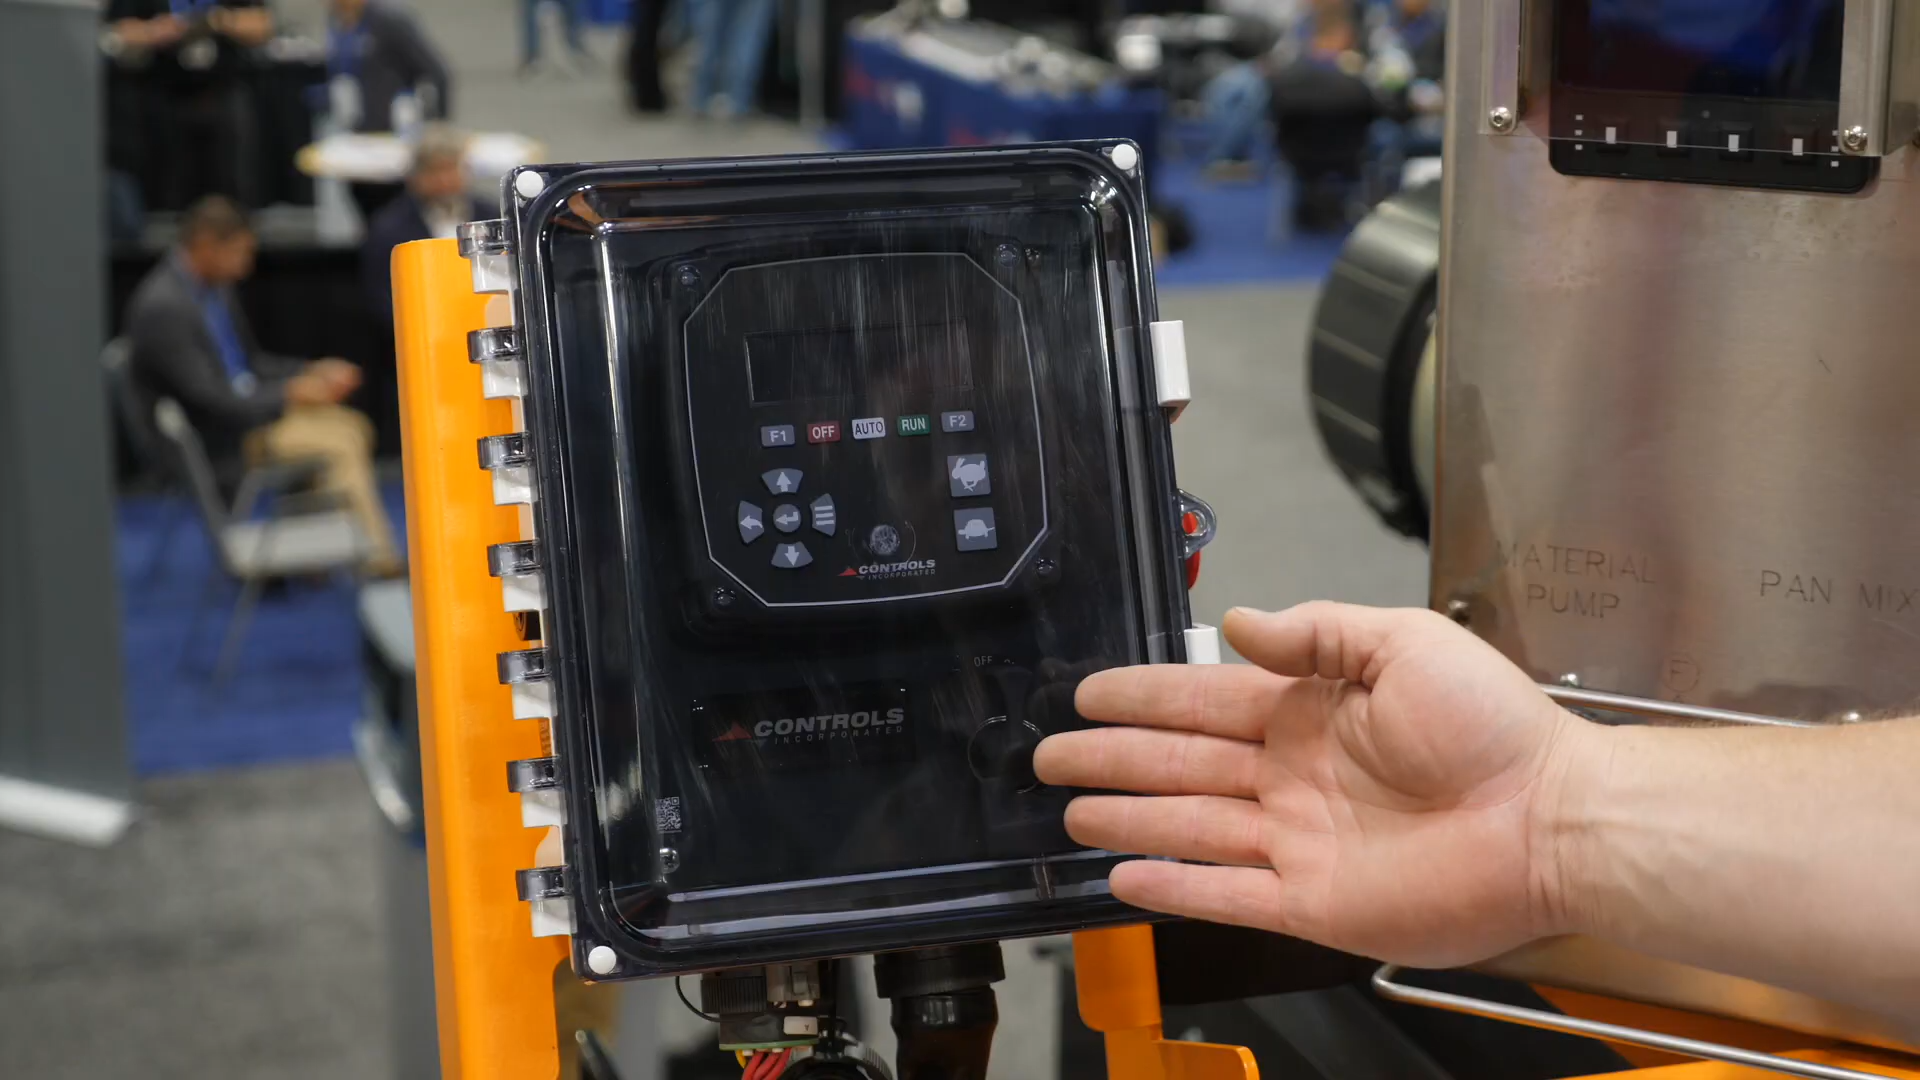 F1 OFF AUTO RUN F2
CONTROLS
INCORPORATED
OFF
CONTROLS
INCORPORATED
MATERIAL
PUMP
PAN MIX